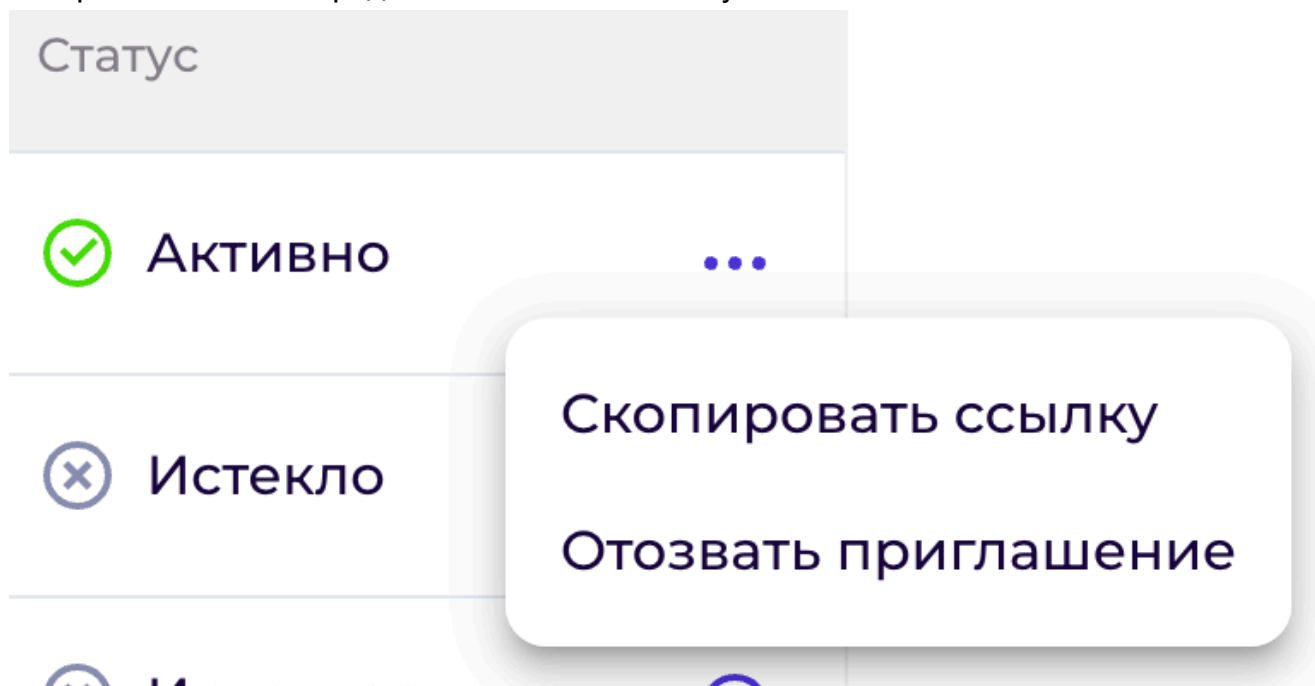 Статус
Активно
Скопировать ссылку
Истекло
Отозвать приглашение